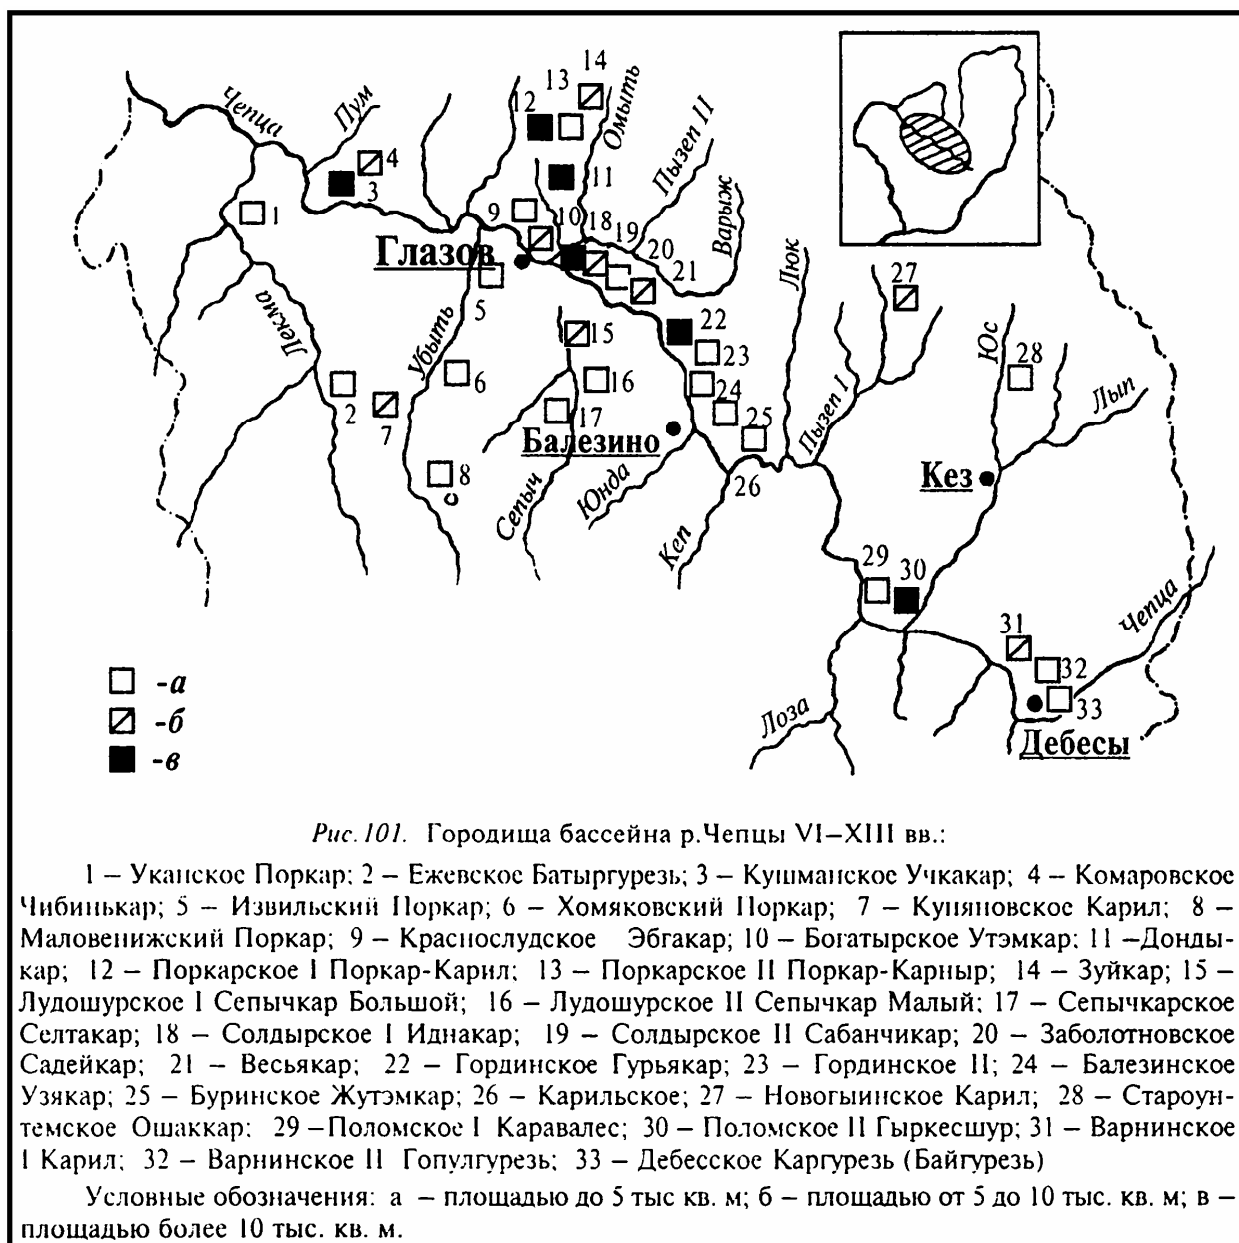 14
13
12
Чепца
Пум
Омыть
Пызеп II
4
3
11
1
9
10
18
19
20
21
Варыж
Глазов
5
Люк
27
Лекма
Убыть
15
22
Юс
28
23
6
16
2
7
24
Лып
17
25
Пызеп I
Балезино
8
Сепыч
Юнда
26
Кез
Кеп
29
30
Чепца
31
32
33
Лоза
Дебесы
-а
-б
-в
Рис. 101. Городища бассейна р.Чепцы VI–XIII вв.:
1 – Уканское Поркар; 2 – Ежевское Батыргурезь; 3 – Кушманское Учкакар; 4 – Комаровское
Чибинькар; 5 – Извильский Поркар; 6 – Хомяковский Поркар; 7 – Куняновское Карил; 8 –
Маловенижский Поркар; 9 – Краснослудское Эбгакар; 10 – Богатырское Утэмкар; 11 –Донды-
кар; 12 – Поркарское I Поркар-Карил; 13 – Поркарское II Поркар-Карныр; 14 – Зуйкар; 15 –
Лудошурское I Сепычкар Большой; 16 – Лудошурское II Сепычкар Малый; 17 – Сепычкарское
Селтакар; 18 – Солдырское I Иднакар; 19 – Солдырское II Сабанчикар; 20 – Заболотновское
Садейкар; 21 – Весьякар; 22 – Гординское Гурьякар; 23 – Гординское II; 24 – Балезинское
Узякар; 25 – Буринское Жутэмкар; 26 – Карильское; 27 – Новогыинское Карил; 28 – Староун-
темское Ошаккар; 29 –Поломское I Каравалес; 30 – Поломское II Гыркесшур; 31 – Варнинское
I Карил; 32 – Варнинское II Гопулгурезь; 33 – Дебесское Каргурезь (Байгурезь)
Условные обозначения: а – площадью до 5 тыс кв. м; б – площадью от 5 до 10 тыс. кв. м; в –
площадью более 10 тыс. кв. м.